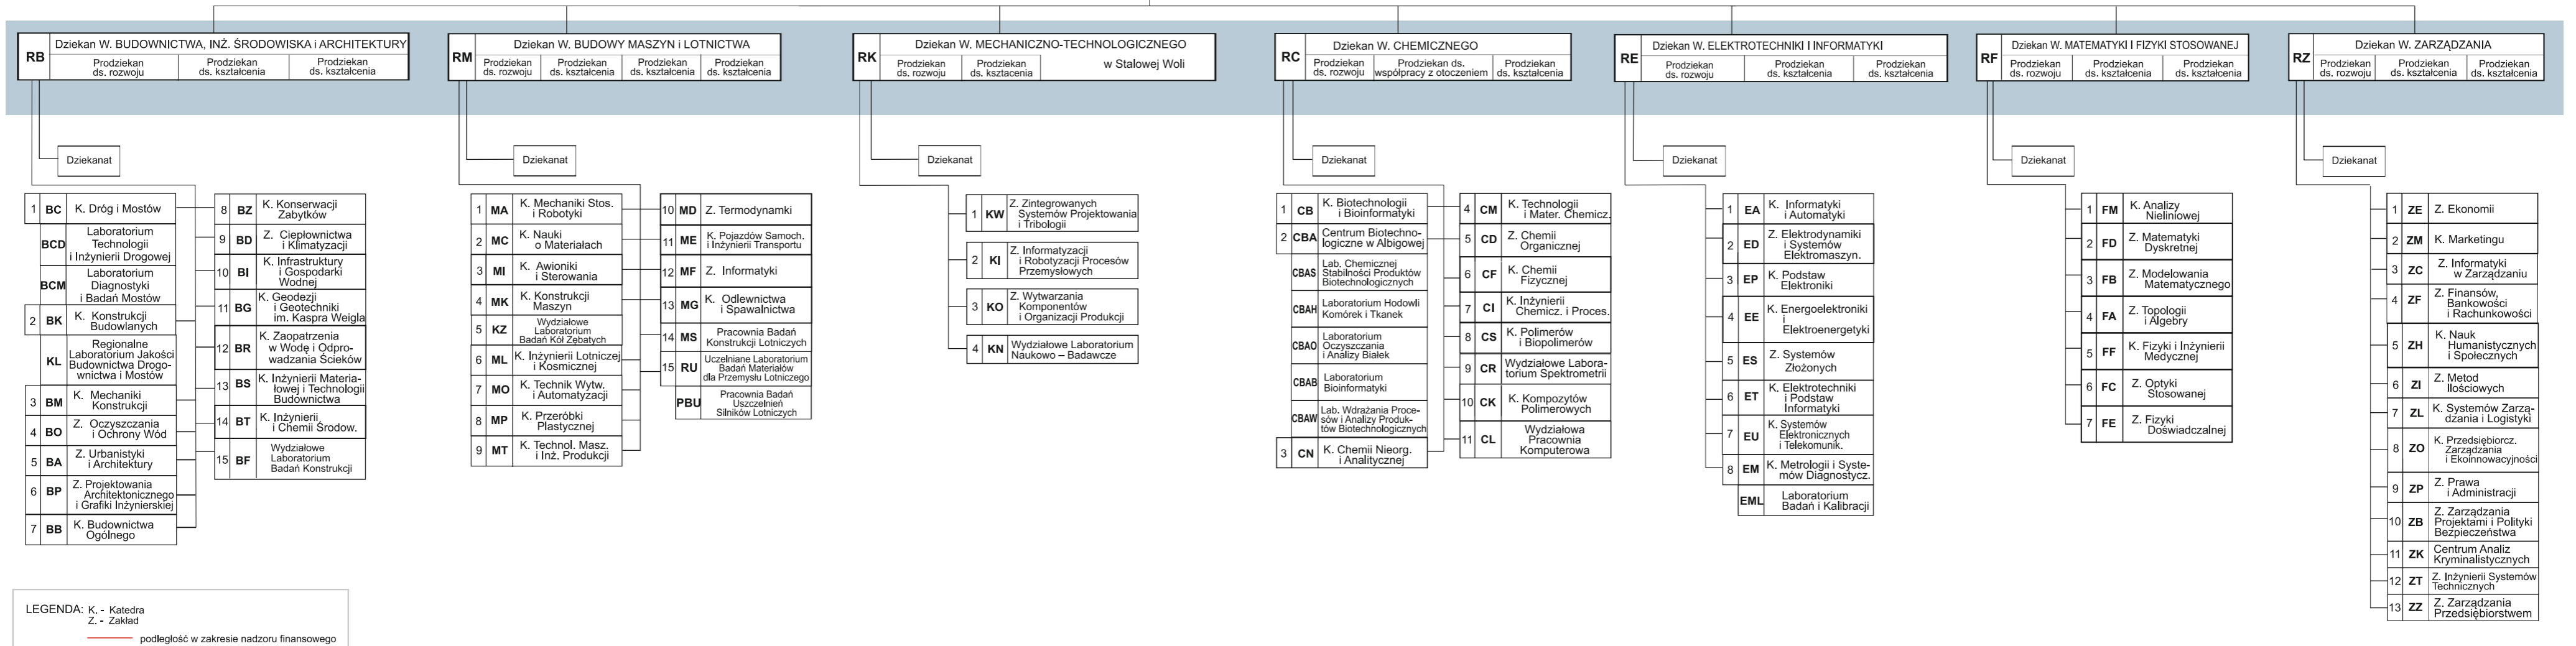 RB
Dziekan W. BUDOWNICTWA, INŻ. ŚRODOWISKA i ARCHITEKTURY
Prodziekan
ds. rozwoju
Prodziekan
ds. kształcenia
Prodziekan
ds. kształcenia
Dziekanat
1 BC K. Dróg i Mostów
BCD Laboratorium
Technologii
i Inżynierii Drogowej
BCM Laboratorium
Diagnostyki
i Badań Mostów
2 BK K. Konstrukcji
Budowlanych
KL Regionalne
Laboratorium Jakości
Budownictwa Drogo-
wnictwa i Mostów
3 BM K. Mechaniki
Konstrukcji
4 BO Z. Oczyszczania
i Ochrony Wód
5 BA Z. Urbanistyki
i Architektury
6 BP Z. Projektowania
Architektonicznego
i Grafiki Inżynierskiej
7 BB K. Budownictwa
Ogólnego
8 BZ K. Konserwacji
Zabytków
9 BD Z. Ciepłownictwa
i Klimatyzacji
10 BI K. Infrastruktury
i Gospodarki
Wodnej
11 BG K. Geodezji
i Geotechniki
im. Kaspra Weigla
12 BR K. Zaopatrzenia
w Wodę i Odpro-
wadzania Ścieków
13 BS K. Inżynierii Materia-
łowej i Technologii
Budownictwa
14 BT K. Inżynierii
i Chemii Środow.
15 BF Wydziałowe
Laboratorium
Badań Konstrukcji
RM
Dziekan W. BUDOWY MASZYN i LOTNICTWA
Prodziekan
ds. rozwoju
Prodziekan
ds. kształcenia
Prodziekan
ds. kształcenia
Prodziekan
ds. kształcenia
Dziekanat
1 MA K. Mechaniki Stos.
i Robotyki
2 MC K. Nauki
o Materiałach
3 MI K. Awioniki
i Sterowania
4 MK K. Konstrukcji
Maszyn
5 KZ Wydziałowe
Laboratorium
Badań Kół Zębatych
6 ML K. Inżynierii Lotniczej
i Kosmicznej
7 MO K. Technik Wytw.
i Automatyzacji
8 MP K. Przeróbki
Plastycznej
9 MT K. Technol. Masz.
i Inż. Produkcji
10 MD Z. Termodynamki
11 ME K. Pojazdów Samoch.
i Inżynierii Transportu
12 MF Z. Informatyki
13 MG K. Odlewnictwa
i Spawalnictwa
14 MS Pracownia Badań
Konstrukcji Lotniczych
15 RU Uczelniane Laboratorium
Badań Materiałów
dla Przemysłu Lotniczego
PBU Pracownia Badań
Uszczelnień
Silników Lotniczych
RK
Dziekan W. MECHANICZNO-TECHNOLOGICZNEGO
w Stalowej Woli
Prodziekan
ds. rozwoju
Prodziekan
ds. kształcenia
Dziekanat
1 KW Z. Zintegrowanych
Systemów Projektowania
i Tribologii
2 KI Z. Informatyzacji
i Robotyzacji Procesów
Przemysłowych
3 KO Z. Wytwarzania
Komponentów
i Organizacji Produkcji
4 KN Wydziałowe Laboratorium
Naukowo – Badawcze
RC
Dziekan W. CHEMICZNEGO
Prodziekan
ds. rozwoju
Prodziekan ds.
współpracy z otoczeniem
Prodziekan
ds. kształcenia
Dziekanat
1 CB K. Biotechnologii
i Bioinformatyki
2 CBA Centrum Biotechno-
logiczne w Albigowej
CBAS Lab. Chemicznej
Stabilności Produktów
Biotechnologicznych
CBAH Laboratorium Hodowli
Komórek i Tkanek
CBAO Laboratorium
Oczyszczania
i Analizy Białek
CBAB Laboratorium
Bioinformatyki
CBAW Lab. Wdrażania Proce-
sów i Analizy Produk-
tów Biotechnologicznych
3 CN K. Chemii Nieorg.
i Analitycznej
4 CM K. Technologii
i Mater. Chemicz.
5 CD Z. Chemii
Organicznej
6 CF K. Chemii
Fizycznej
7 CI K. Inżynierii
Chemicz. i Proces.
8 CS K. Polimerów
i Biopolimerów
9 CR Wydziałowe Labora-
torium Spektrometrii
10 CK K. Kompozytów
Polimerowych
11 CL Wydziałowa
Pracownia
Komputerowa
RE
Dziekan W. ELEKTROTECHNIKI I INFORMATYKI
Prodziekan
ds. rozwoju
Prodziekan
ds. kształcenia
Prodziekan
ds. kształcenia
Dziekanat
1 EA K. Informatyki
i Automatyki
2 ED Z. Elektrodynamiki
i Systemów
Elektromaszyn.
3 EP K. Podstaw
Elektroniki
4 EE K. Energoelektroniki
i
Elektroenergetyki
5 ES Z. Systemów
Złożonych
6 ET K. Elektrotechniki
i Podstaw
Informatyki
7 EU K. Systemów
Elektronicznych
i Telekomunik.
8 EM K. Metrologii i Syste-
mów Diagnostycz.
EML Laboratorium
Badań i Kalibracji
RF
Dziekan W. MATEMATYKI I FIZYKI STOSOWANEJ
Prodziekan
ds. rozwoju
Prodziekan
ds. kształcenia
Prodziekan
ds. kształcenia
Dziekanat
1 FM K. Analizy
Nieliniowej
2 FD Z. Matematyki
Dyskretnej
3 FB Z. Modelowania
Matematycznego
4 FA Z. Topologii
i Algebry
5 FF K. Fizyki i Inżynierii
Medycznej
6 FC Z. Optyki
Stosowanej
7 FE Z. Fizyki
Doświadczalnej
RZ
Dziekan W. ZARZĄDZANIA
Prodziekan
ds. rozwoju
Prodziekan
ds. kształcenia
Prodziekan
ds. kształcenia
Dziekanat
1 ZE Z. Ekonomii
2 ZM K. Marketingu
3 ZC Z. Informatyki
w Zarządzaniu
4 ZF Z. Finansów,
Bankowości
i Rachunkowości
5 ZH K. Nauk
Humanistycznych
i Społecznych
6 ZI Z. Metod
Ilościowych
7 ZL K. Systemów Zarzą-
dzania i Logistyki
8 ZO K. Przedsiębiorcz.
Zarządzania
i Ekoinnowacyjności
9 ZP Z. Prawa
i Administracji
10 ZB Z. Zarządzania
Projektami i Polityki
Bezpieczeństwa
11 ZK Centrum Analiz
Kryminalistycznych
12 ZT Z. Inżynierii Systemów
Technicznych
13 ZZ Z. Zarządzania
Przedsiębiorstwem
LEGENDA: K. - Katedra
Z. - Zakład
podległość w zakresie nadzoru finansowego